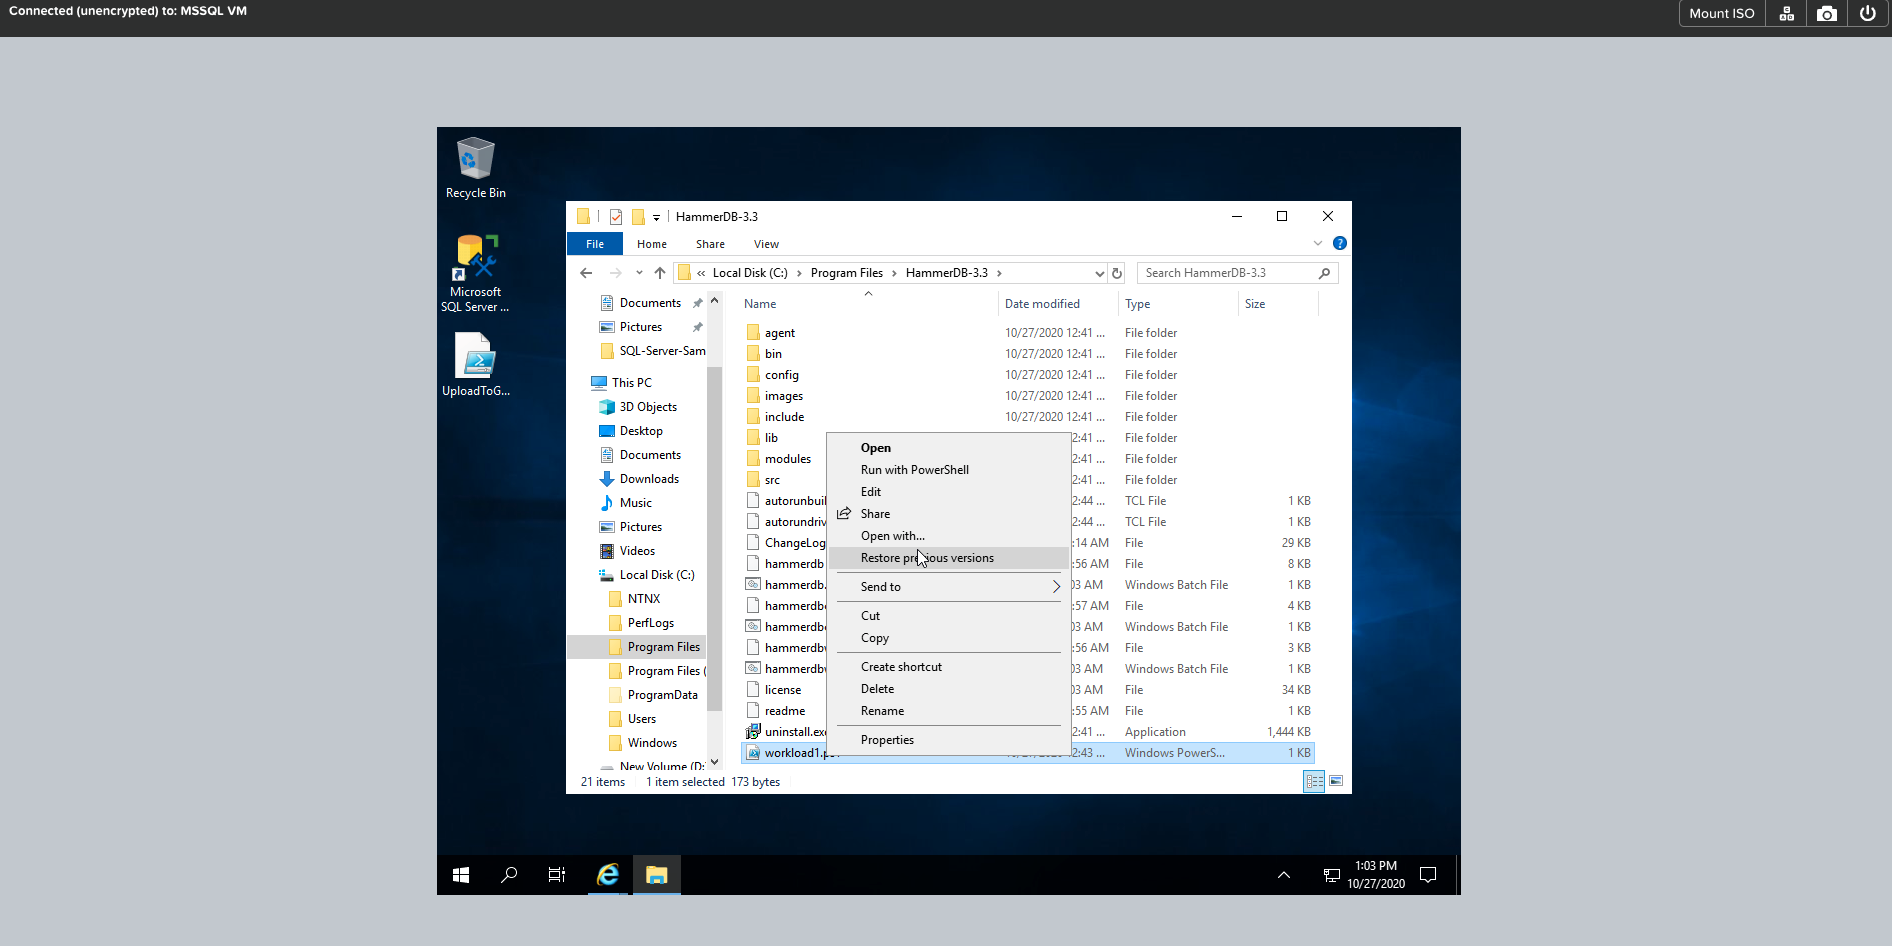 Connected (unencrypted) to: MSSQL VM
Mount ISO
Recycle Bin
Microsoft
SQL Server ...
UploadToG...
HammerDB-3.3
File Home Share View
« Local Disk (C:) > Program Files > HammerDB-3.3 >
Search HammerDB-3.3
Documents
Pictures
SQL-Server-Sam
This PC
3D Objects
Desktop
Documents
Downloads
Music
Pictures
Videos
Local Disk (C:)
NTNX
PerfLogs
Program Files
Program Files (
ProgramData
Users
Windows
New Volume (D:
Name Date modified Type Size
agent 10/27/2020 12:41 ... File folder
bin 10/27/2020 12:41 ... File folder
config 10/27/2020 12:41 ... File folder
images 10/27/2020 12:41 ... File folder
include 10/27/2020 12:41 ... File folder
lib 2:41 ... File folder
modules 2:41 ... File folder
src 2:41 ... File folder
autorunbuil 2:44 ... TCL File 1 KB
autorundriv 2:44 ... TCL File 1 KB
ChangeLog :14 AM File 29 KB
hammerdb :56 AM File 8 KB
hammerdb. 03 AM Windows Batch File 1 KB
hammerdb :57 AM File 4 KB
hammerdb 03 AM Windows Batch File 1 KB
hammerdb :56 AM File 3 KB
hammerdb 03 AM Windows Batch File 1 KB
license 03 AM File 34 KB
readme :55 AM File 1 KB
uninstall.exe 2:41 ... Application 1,444 KB
workload1.ps1 2:43 ... Windows PowerS... 1 KB
Open
Run with PowerShell
Edit
Share
Open with...
Restore previous versions
Send to
Cut
Copy
Create shortcut
Delete
Rename
Properties
21 items 1 item selected 173 bytes
1:03 PM
10/27/2020